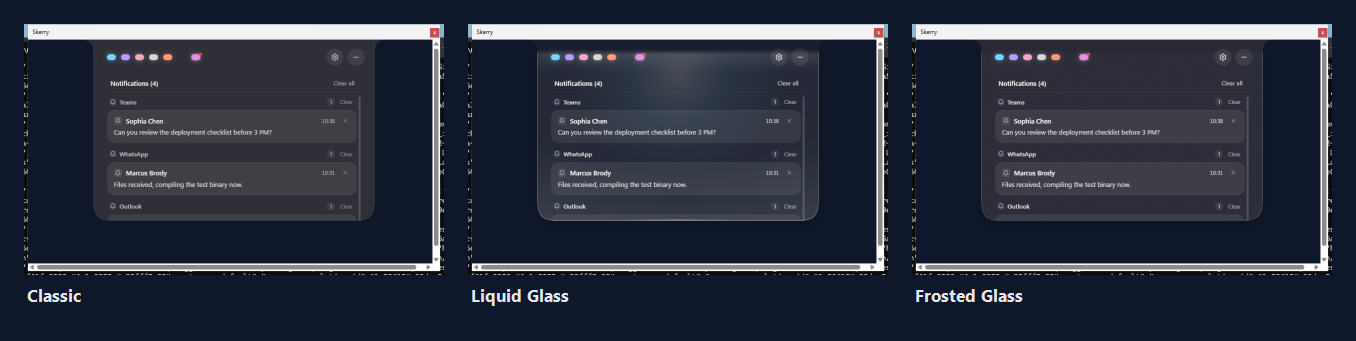 Skerry
Notifications (4)
Clear all
Teams
1 Clear
Sophia Chen
10:38
Can you review the deployment checklist before 3 PM?
WhatsApp
1 Clear
Marcus Brody
10:31
Files received, compiling the test binary now.
Outlook
1 Clear
Classic
Skerry
Notifications (4)
Clear all
Teams
1 Clear
Sophia Chen
10:38
Can you review the deployment checklist before 3 PM?
WhatsApp
1 Clear
Marcus Brody
10:31
Files received, compiling the test binary now.
Outlook
1 Clear
Liquid Glass
Skerry
Notifications (4)
Clear all
Teams
1 Clear
Sophia Chen
10:38
Can you review the deployment checklist before 3 PM?
WhatsApp
1 Clear
Marcus Brody
10:31
Files received, compiling the test binary now.
Outlook
1 Clear
Frosted Glass